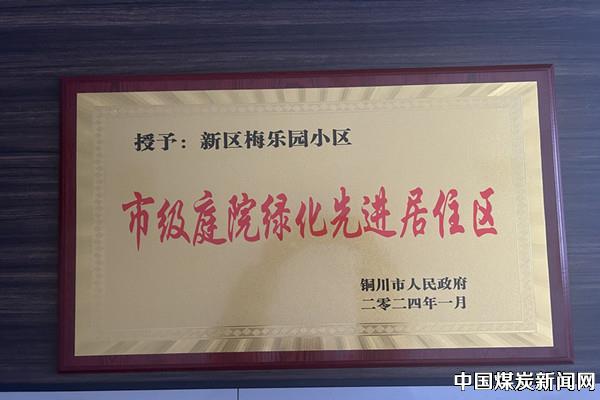 授予：新区梅乐园小区
市级庭院绿化先进居住区
铜川市人民政府
二零二四年一月
中国煤炭新闻网